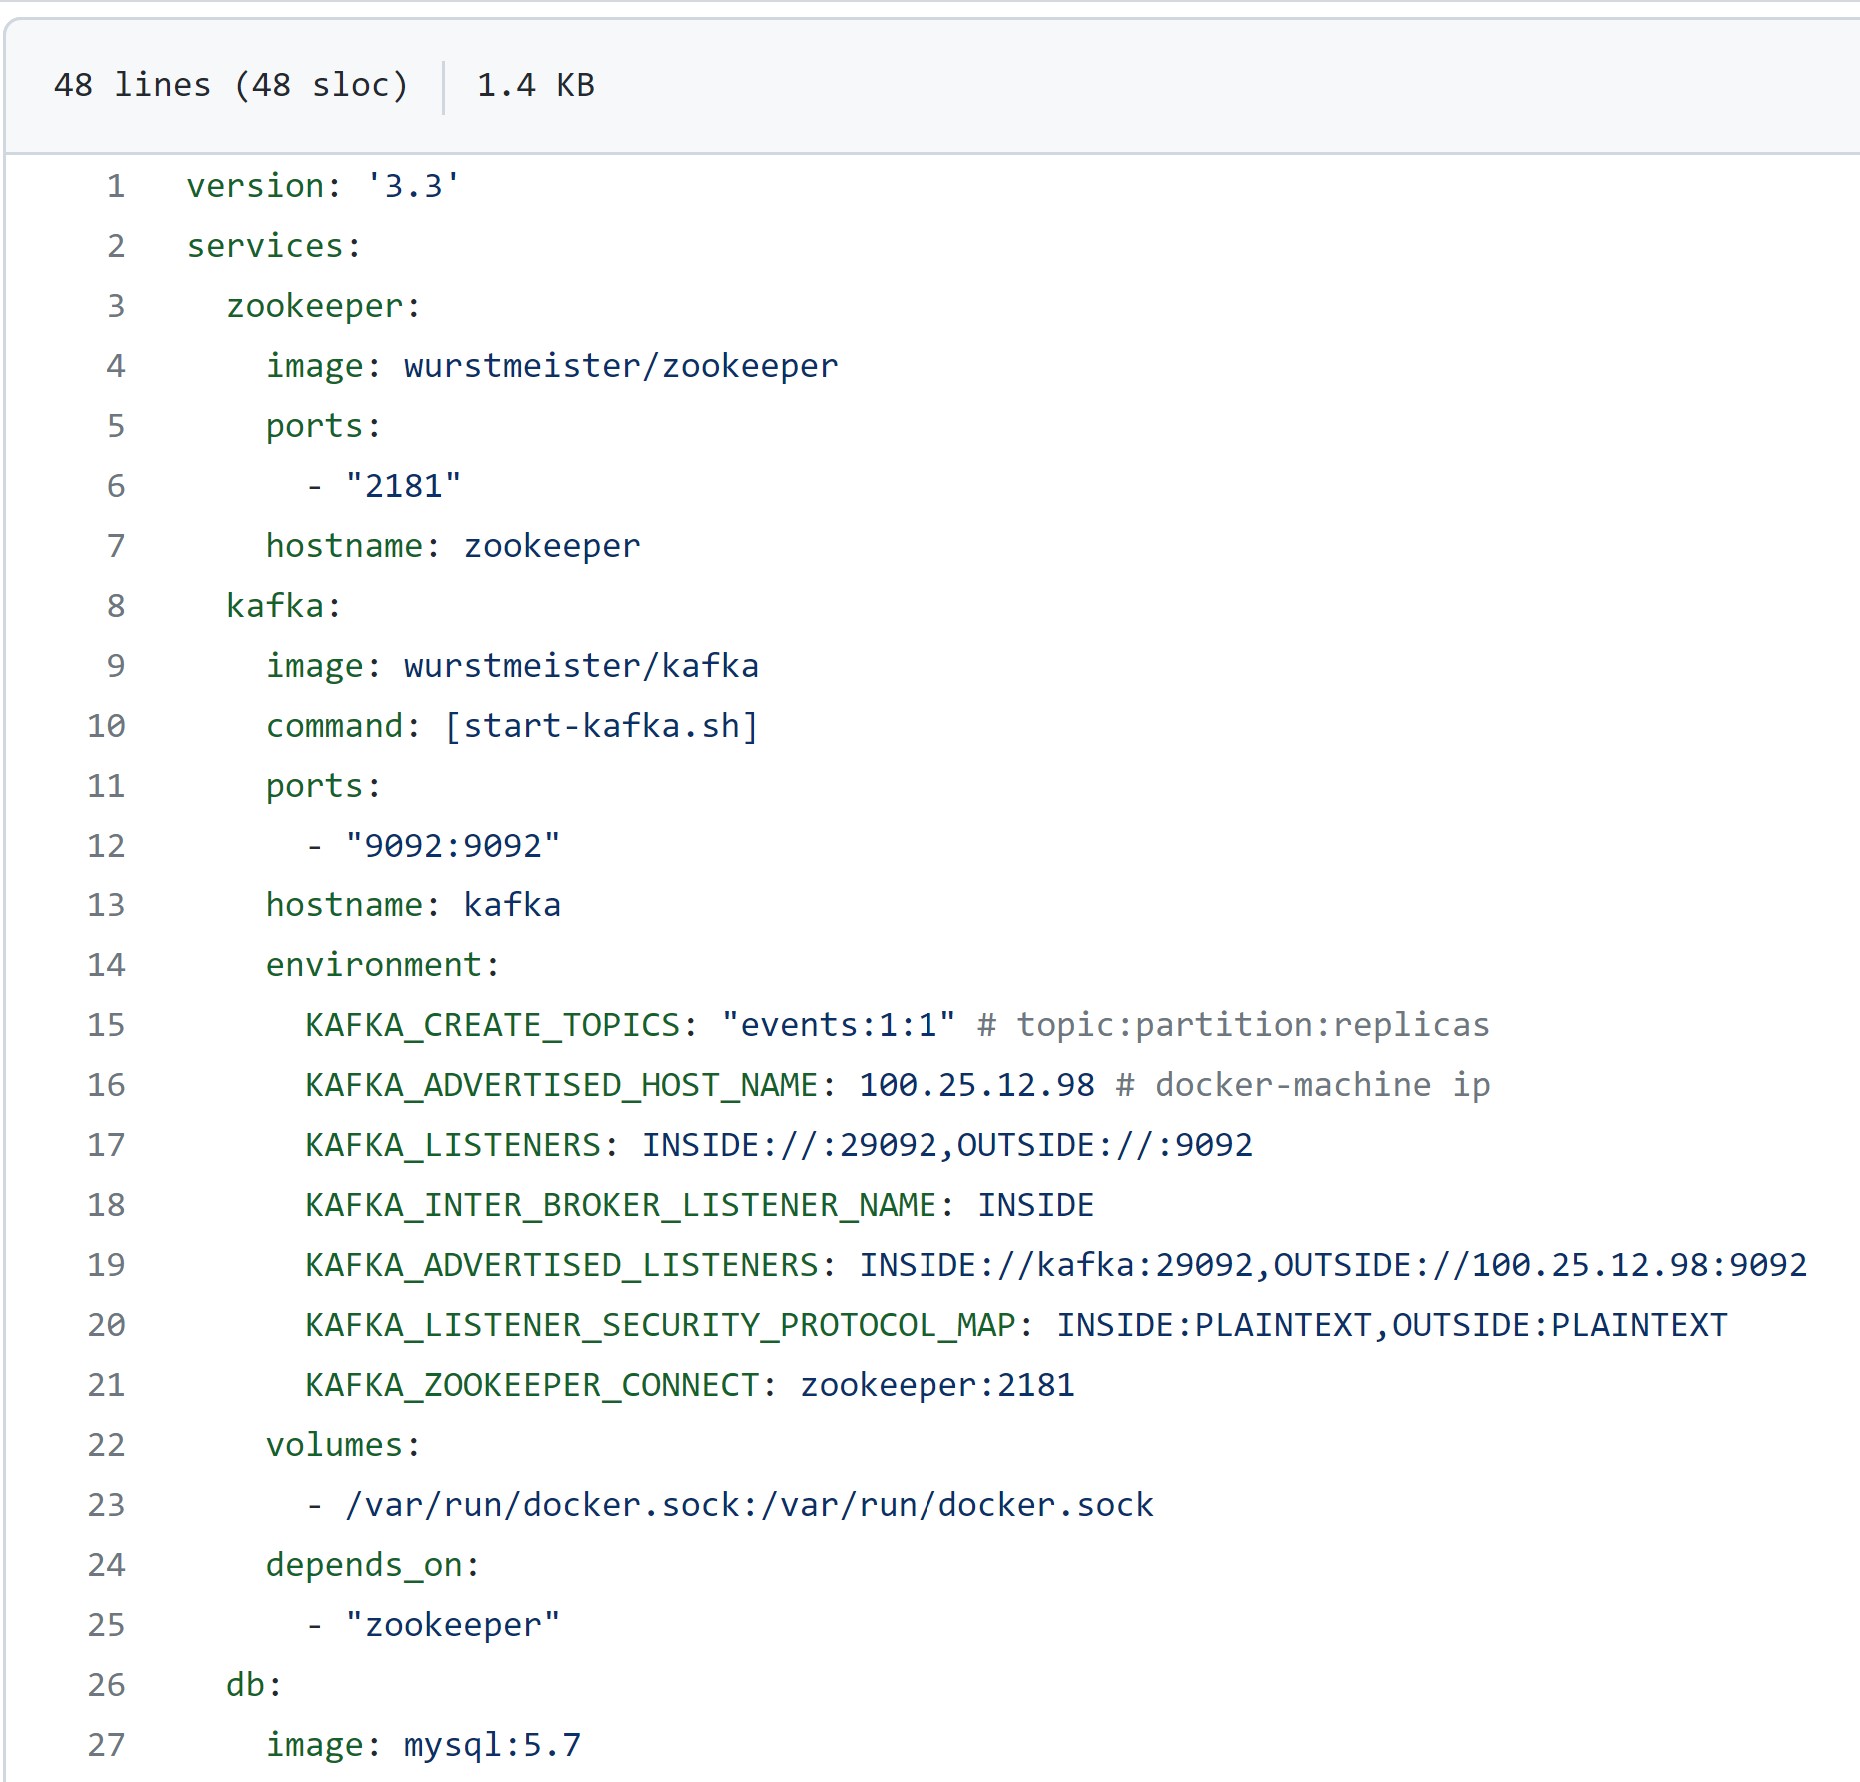 48 lines (48 sloc) 1.4 KB
1 version: '3.3'
2 services:
3   zookeeper:
4     image: wurstmeister/zookeeper
5     ports:
6       - "2181"
7     hostname: zookeeper
8   kafka:
9     image: wurstmeister/kafka
10     command: [start-kafka.sh]
11     ports:
12       - "9092:9092"
13     hostname: kafka
14     environment:
15       KAFKA_CREATE_TOPICS: "events:1:1" # topic:partition:replicas
16       KAFKA_ADVERTISED_HOST_NAME: 100.25.12.98 # docker-machine ip
17       KAFKA_LISTENERS: INSIDE://:29092,OUTSIDE://:9092
18       KAFKA_INTER_BROKER_LISTENER_NAME: INSIDE
19       KAFKA_ADVERTISED_LISTENERS: INSIDE://kafka:29092,OUTSIDE://100.25.12.98:9092
20       KAFKA_LISTENER_SECURITY_PROTOCOL_MAP: INSIDE:PLAINTEXT,OUTSIDE:PLAINTEXT
21       KAFKA_ZOOKEEPER_CONNECT: zookeeper:2181
22     volumes:
23       - /var/run/docker.sock:/var/run/docker.sock
24     depends_on:
25       - "zookeeper"
26   db:
27     image: mysql:5.7